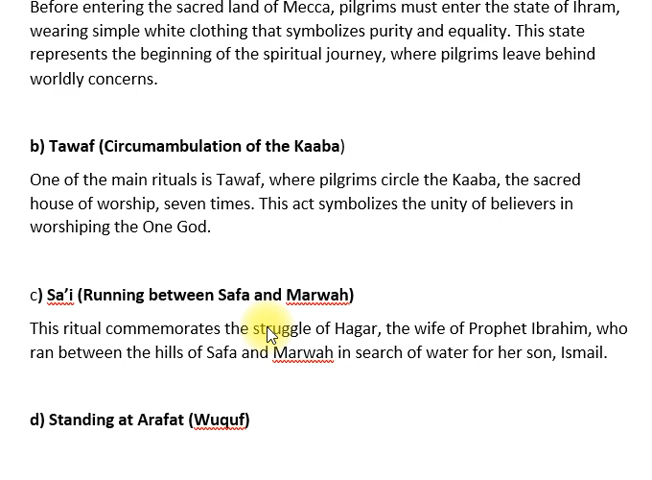 Before entering the sacred land of Mecca, pilgrims must enter the state of Ihram,
wearing simple white clothing that symbolizes purity and equality. This state
represents the beginning of the spiritual journey, where pilgrims leave behind
worldly concerns.
b) Tawaf (Circumambulation of the Kaaba)
One of the main rituals is Tawaf, where pilgrims circle the Kaaba, the sacred
house of worship, seven times. This act symbolizes the unity of believers in
worshiping the One God.
c) Sa’i (Running between Safa and Marwah)
This ritual commemorates the struggle of Hagar, the wife of Prophet Ibrahim, who
ran between the hills of Safa and Marwah in search of water for her son, Ismail.
d) Standing at Arafat (Wuquf)